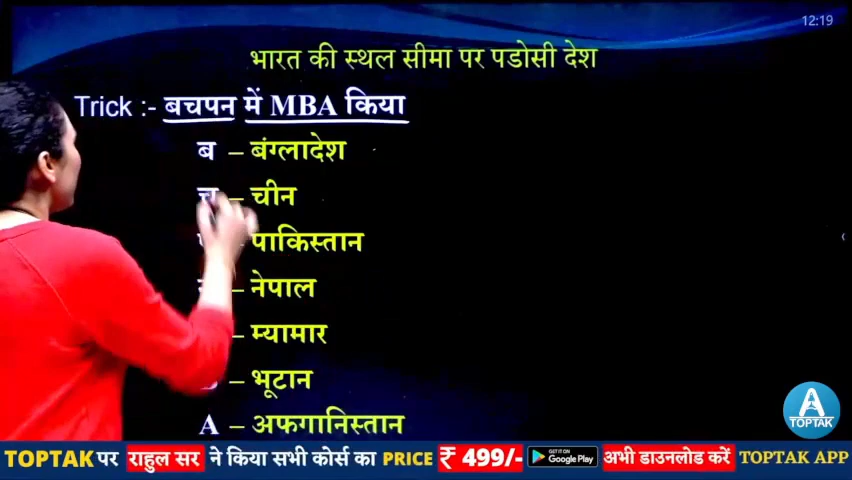 12:19
भारत की स्थल सीमा पर पडोसी देश
Trick :- बचपन में MBA किया
ब – बंग्लादेश
च – चीन
पाकिस्तान
– नेपाल
– म्यामार
– भूटान
A – अफगानिस्तान
A
TOPTAK
TOPTAK पर राहुल सर ने किया सभी कोर्स का PRICE ₹ 499/- GET IT ON Google Play अभी डाउनलोड करें TOPTAK APP